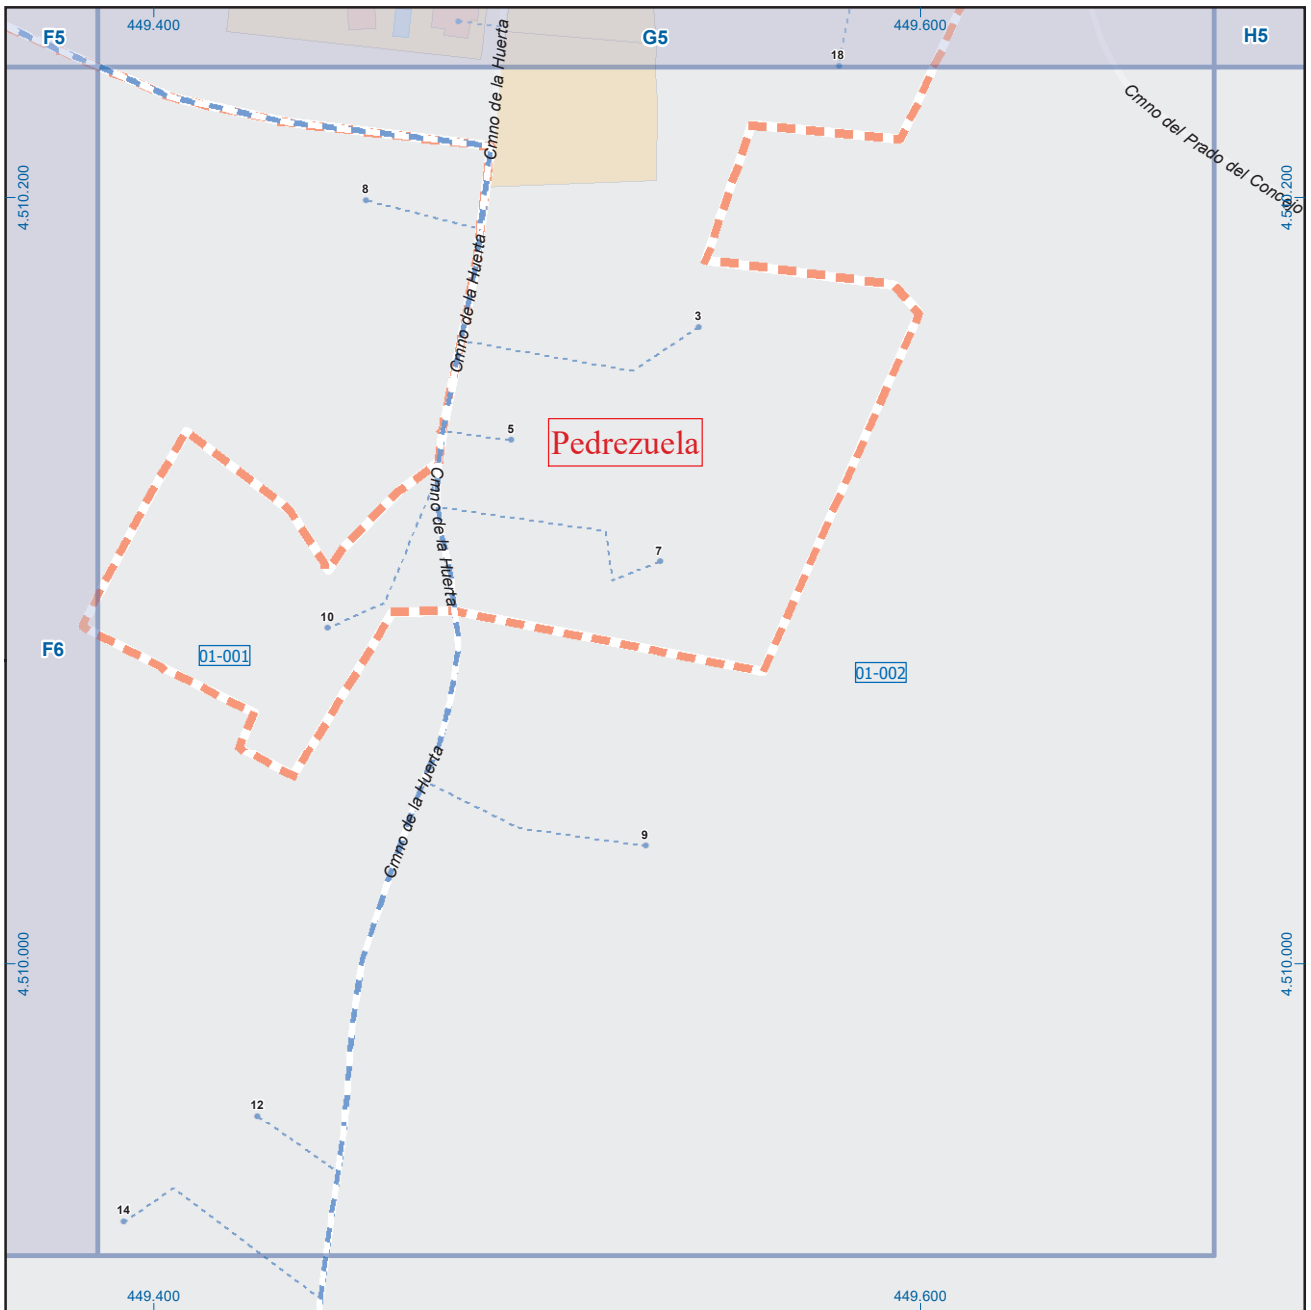 449.400
449.600
F5
G5
H5
Cmno de la Huerta
18
Cmno del Prado del Concejo
4.510.200
4.510.200
8
Cmno de la Huerta
3
5
Pedrezuela
Cmno de la Huerta
7
10
F6
01-001
01-002
Cmno de la Huerta
9
4.510.000
4.510.000
12
14
449.400
449.600